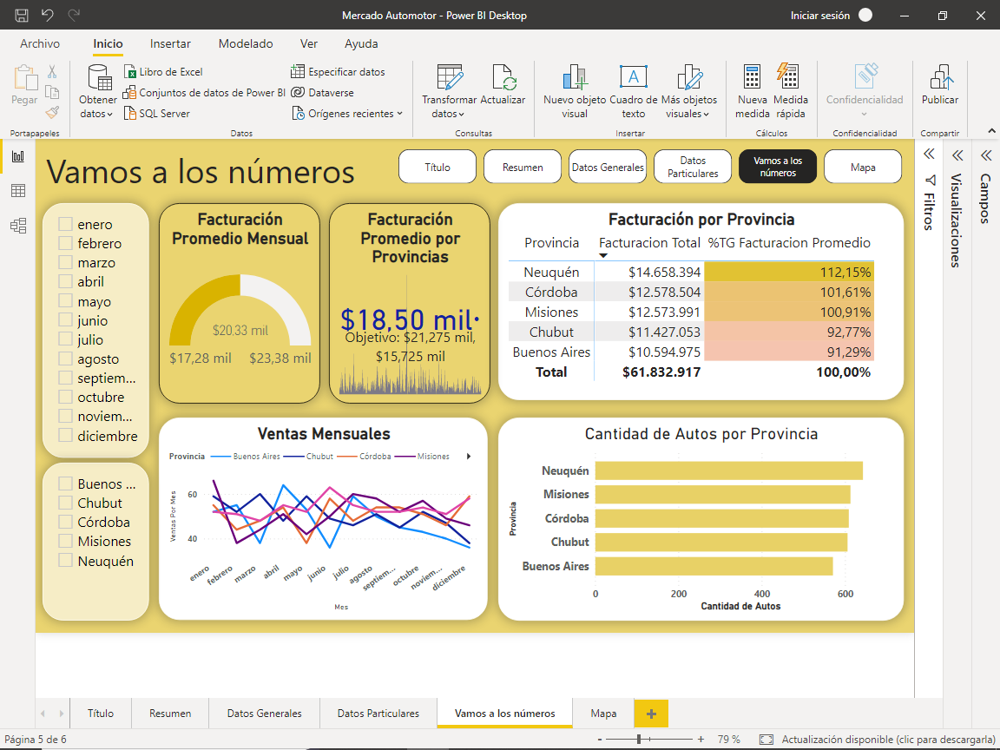 Mercado Automotor - Power BI Desktop
Iniciar sesión
Archivo
Inicio
Insertar
Modelado
Ver
Ayuda
Pegar
Obtener
datos
Libro de Excel
Conjuntos de datos de Power BI
SQL Server
Especificar datos
Dataverse
Orígenes recientes
Transformar
datos
Actualizar
Nuevo objeto
visual
Cuadro de
texto
Más objetos
visuales
Nueva
medida
Medida
rápida
Confidencialidad
Publicar
Portapapeles
Datos
Consultas
Insertar
Cálculos
Confidencialidad
Compartir
Vamos a los números
Título
Resumen
Datos Generales
Datos
Particulares
Vamos a los
números
Mapa
Filtros
Visualizaciones
Campos
enero
febrero
marzo
abril
mayo
junio
julio
agosto
septiem...
octubre
noviem...
diciembre
Buenos ...
Chubut
Córdoba
Misiones
Neuquén
Facturación
Promedio Mensual
$20,33 mil
$17,28 mil
$23,38 mil
Facturación
Promedio por
Provincias
$18,50 mil
Objetivo: $21,275 mil,
$15,725 mil
Facturación por Provincia
Provincia Facturacion Total %TG Facturacion Promedio
Neuquén $14.658.394 112,15%
Córdoba $12.578.504 101,61%
Misiones $12.573.991 100,91%
Chubut $11.427.053 92,77%
Buenos Aires $10.594.975 91,29%
Total $61.832.917 100,00%
Ventas Mensuales
Provincia Buenos Aires Chubut Córdoba Misiones
Ventas Por Mes
60
40
enero
febrero
marzo
abril
mayo
junio
julio
agosto
septiem...
octubre
noviem...
diciembre
Mes
Cantidad de Autos por Provincia
Provincia
Neuquén
Misiones
Córdoba
Chubut
Buenos Aires
0 200 400 600
Cantidad de Autos
Título
Resumen
Datos Generales
Datos Particulares
Vamos a los números
Mapa
+
Página 5 de 6
- + 79 %
Actualización disponible (clic para descargarla)